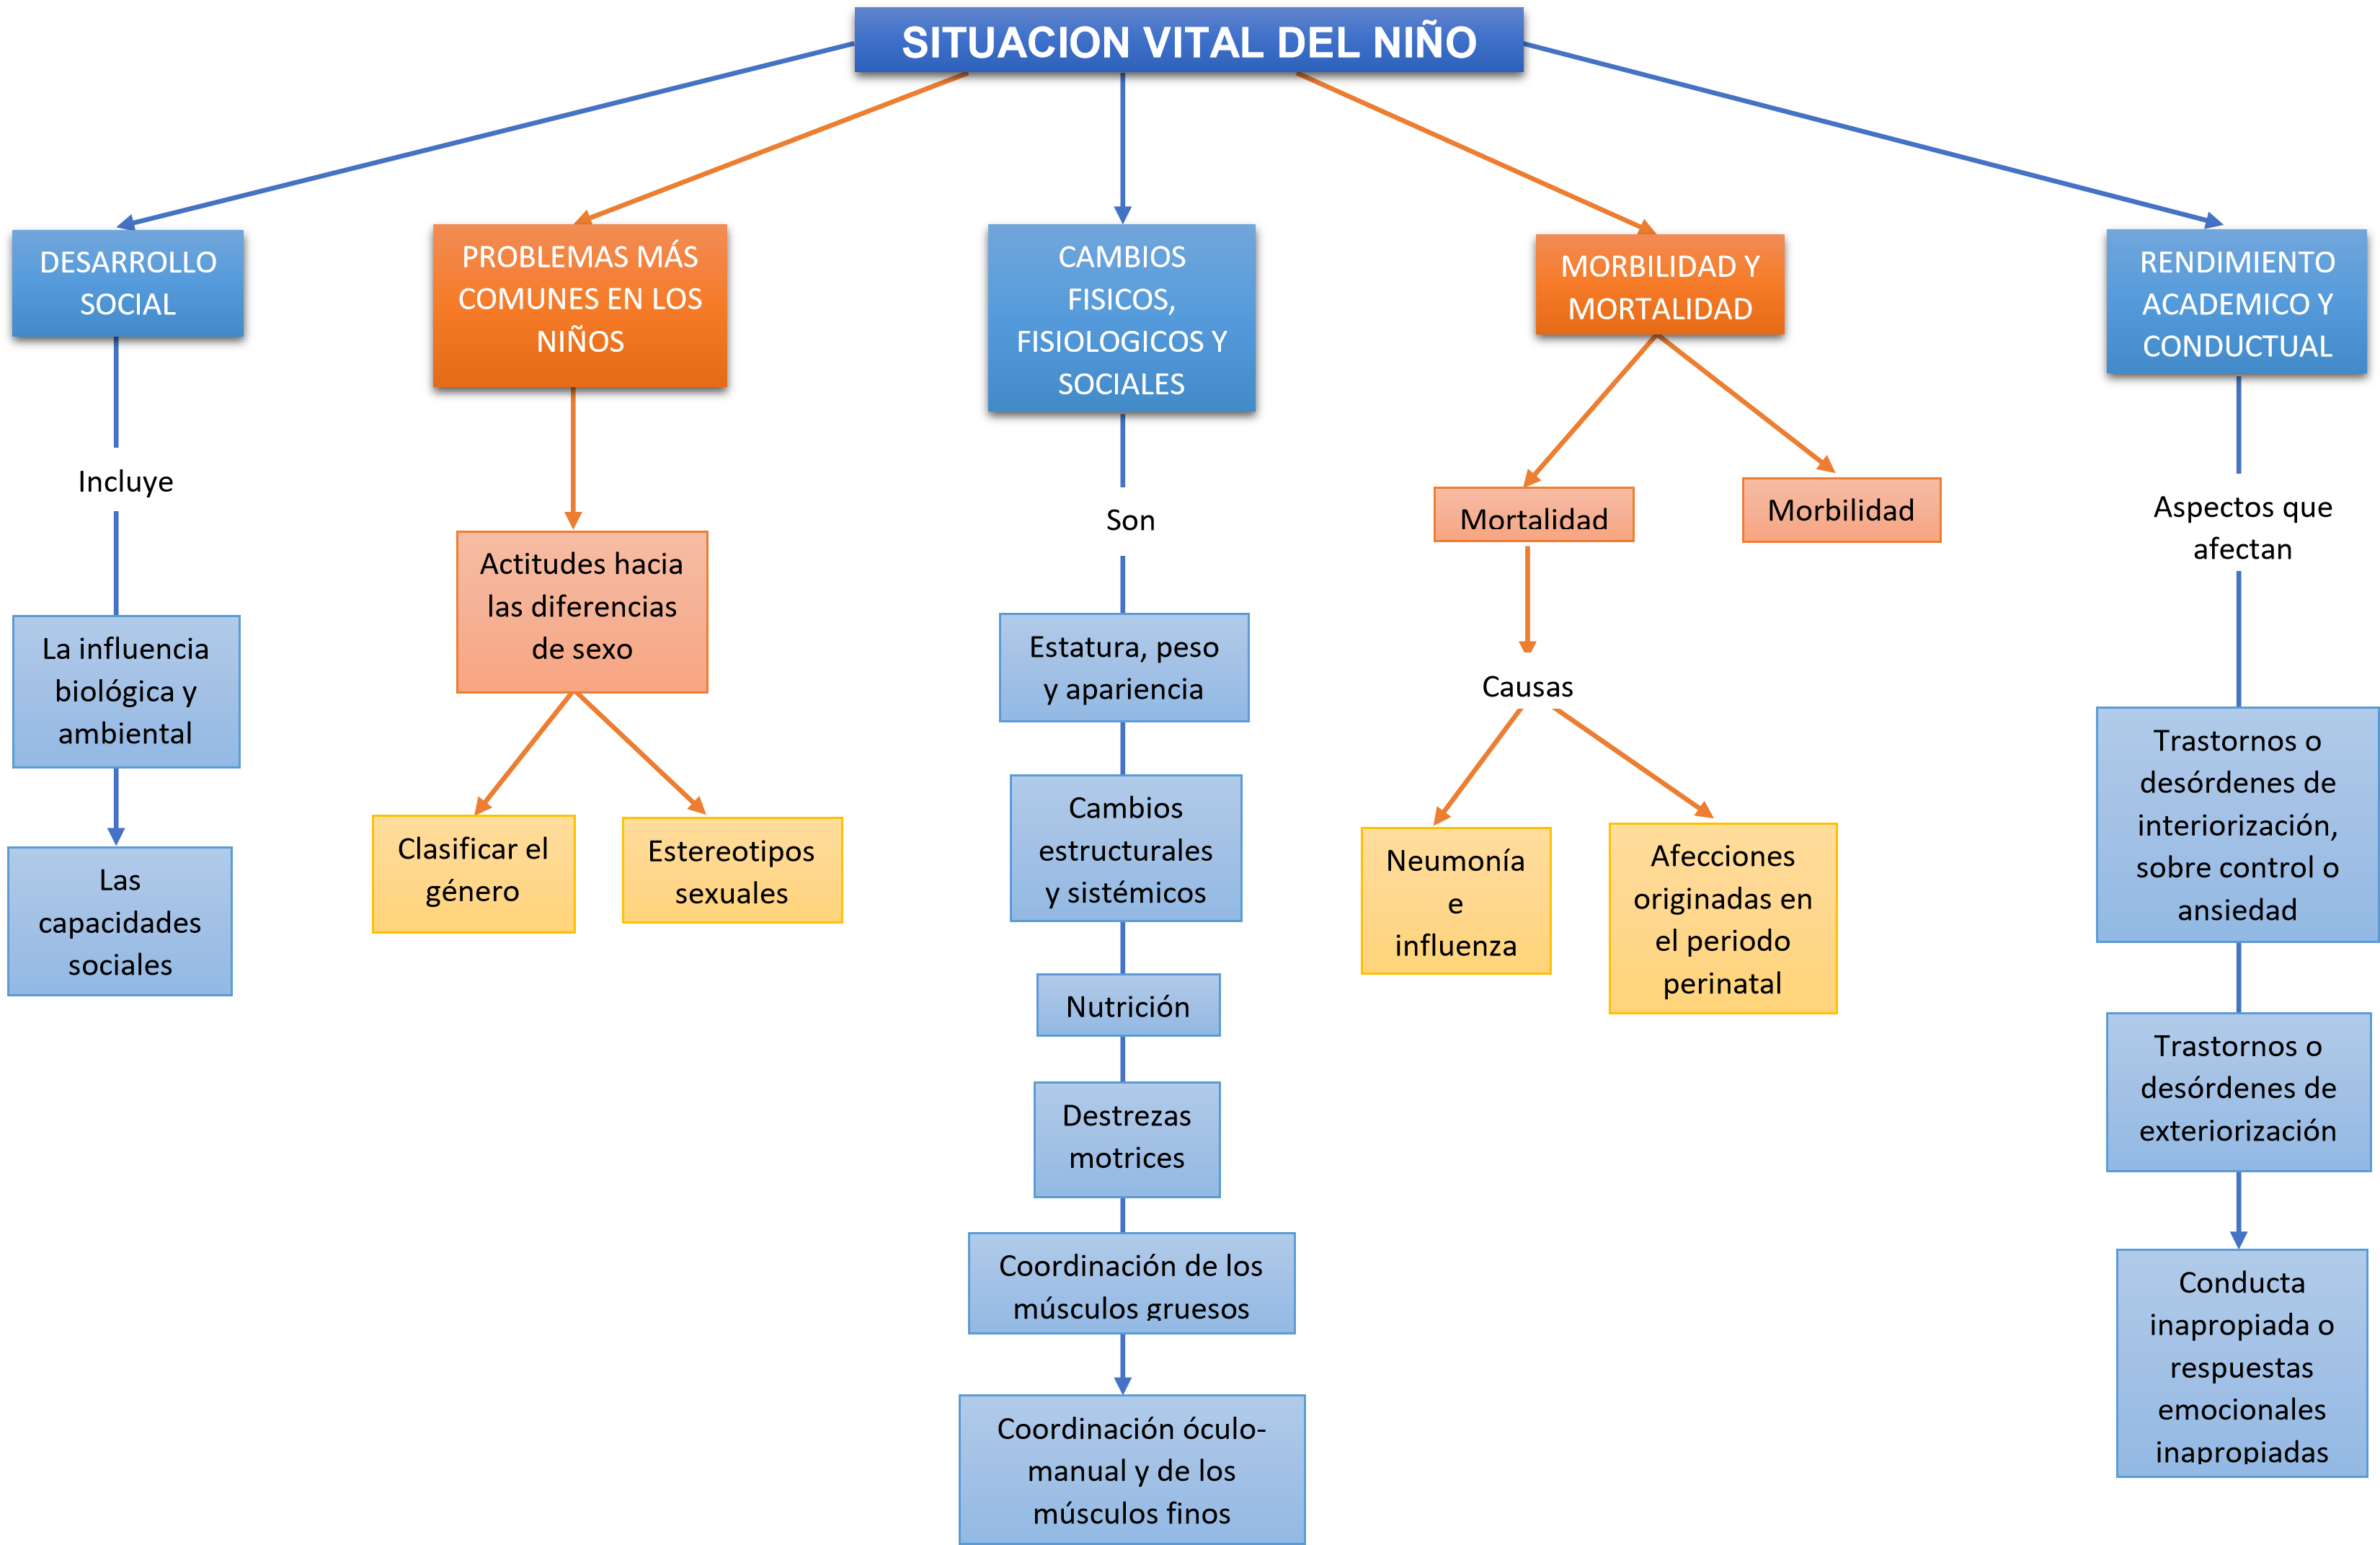 SITUACION VITAL DEL NIÑO
DESARROLLO
SOCIAL
Incluye
La influencia
biológica y
ambiental
Las
capacidades
sociales
PROBLEMAS MÁS
COMUNES EN LOS
NIÑOS
Actitudes hacia
las diferencias
de sexo
Clasificar el
género
Estereotipos
sexuales
CAMBIOS
FISICOS,
FISIOLOGICOS Y
SOCIALES
Son
Estatura, peso
y apariencia
Cambios
estructurales
y sistémicos
Nutrición
Destrezas
motrices
Coordinación de los
músculos gruesos
Coordinación óculo-
manual y de los
músculos finos
MORBILIDAD Y
MORTALIDAD
Mortalidad
Morbilidad
Causas
Neumonía
e
influenza
Afecciones
originadas en
el periodo
perinatal
RENDIMIENTO
ACADEMICO Y
CONDUCTUAL
Aspectos que
afectan
Trastornos o
desórdenes de
interiorización,
sobre control o
ansiedad
Trastornos o
desórdenes de
exteriorización
Conducta
inapropiada o
respuestas
emocionales
inapropiadas